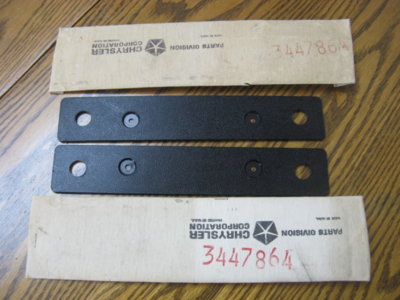 PARTS DIVISION
CHRYSLER
CORPORATION
3447864
PARTS DIVISION
CHRYSLER
CORPORATION
3447864